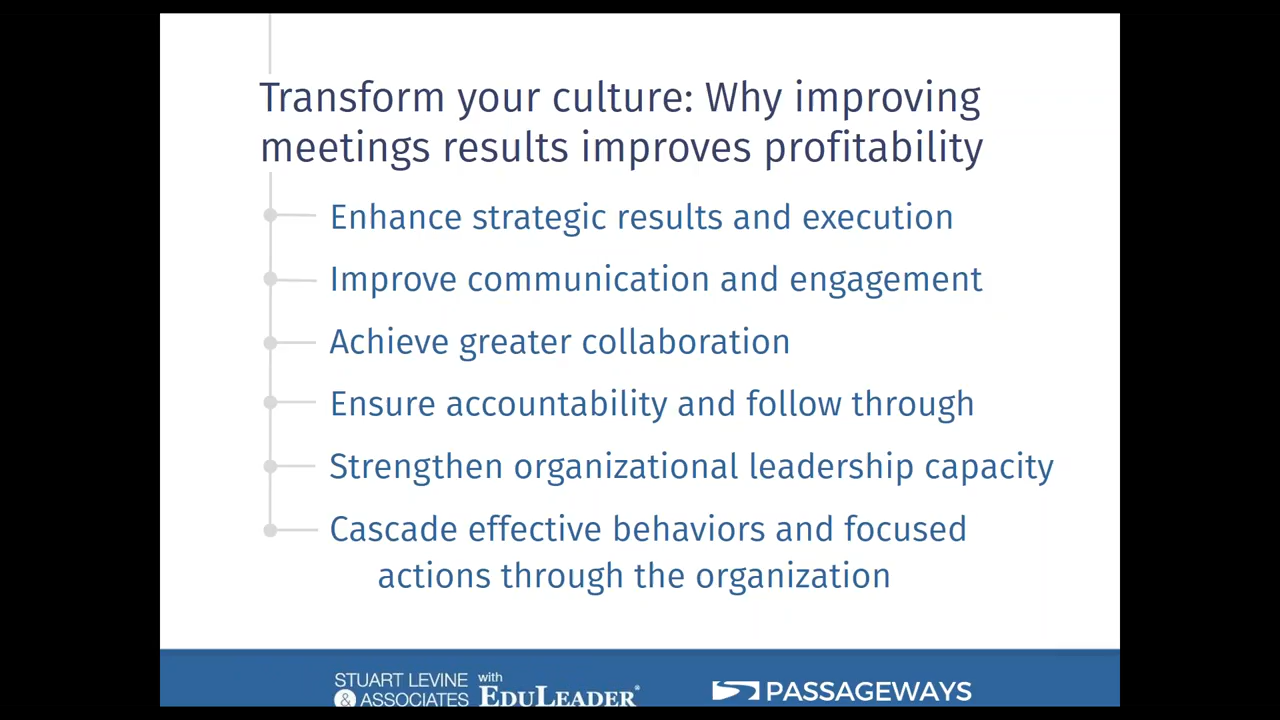 Transform your culture: Why improving
meetings results improves profitability
Enhance strategic results and execution
Improve communication and engagement
Achieve greater collaboration
Ensure accountability and follow through
Strengthen organizational leadership capacity
Cascade effective behaviors and focused
actions through the organization
STUART LEVINE
& ASSOCIATES
with
EDULEADER®
PASSAGEWAYS